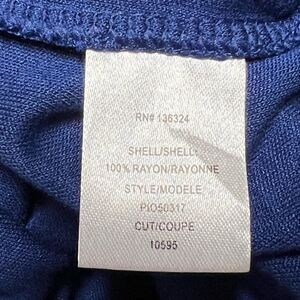 RN# 136324
SHELL/SHELL:
100% RAYON/RAYONNE
STYLE/MODELE
PIO50317
CUT/COUPE
10595